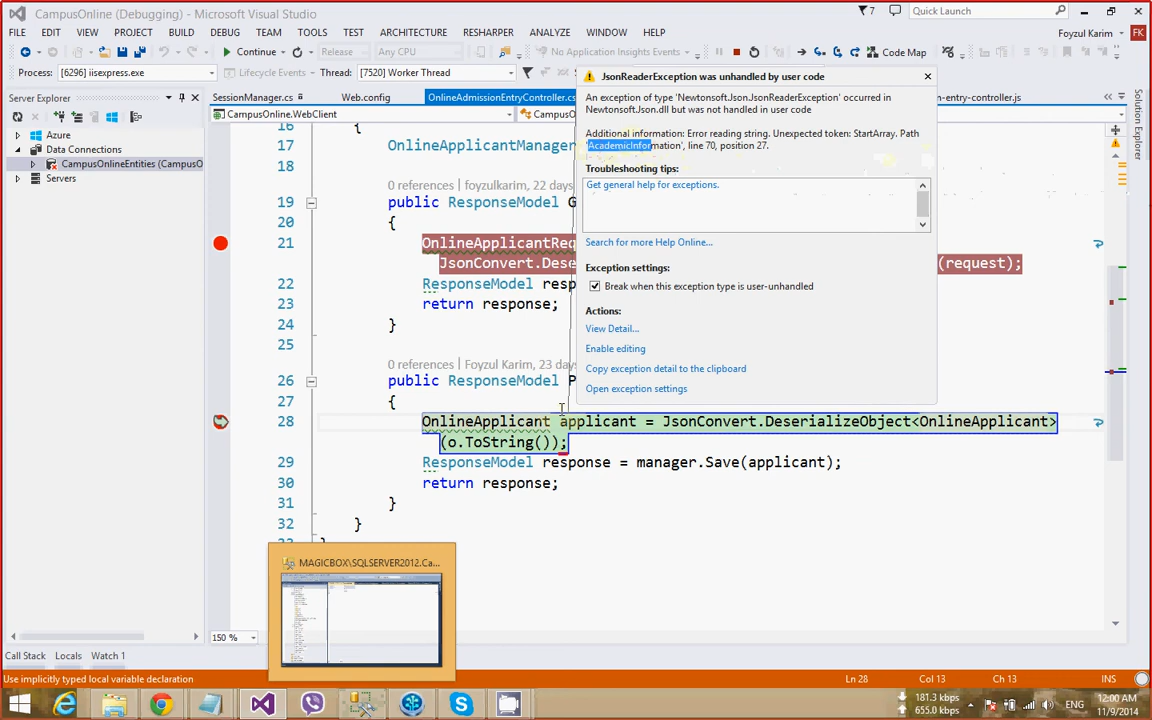 CampusOnline (Debugging) - Microsoft Visual Studio
7
Quick Launch
FILE EDIT VIEW PROJECT BUILD DEBUG TEAM TOOLS TEST ARCHITECTURE RESHARPER ANALYZE WINDOW HELP
Foyzul Karim
FK
Continue
Release
Any CPU
No Application Insights Events
Code Map
Process: [6296] iisexpress.exe
Lifecycle Events
Thread: [7520] Worker Thread
Server Explorer
SessionManager.cs
Web.config
OnlineAdmissionEntryController.cs
-entry-controller.js
CampusOnline.WebClient
CampusO
Solution Explorer
Azure
Data Connections
CampusOnlineEntities (CampusO
Servers
16 {
17 OnlineApplicantManager
0 references | foyzulkarim, 22 days
19 public ResponseModel G
20 {
21 OnlineApplicantReq
JsonConvert.Dese
(request);
22 ResponseModel resp
23 return response;
24 }
25
0 references | Foyzul Karim, 23 days
26 public ResponseModel P
27 {
28 OnlineApplicant applicant = JsonConvert.DeserializeObject<OnlineApplicant>
(o.ToString());
29 ResponseModel response = manager.Save(applicant);
30 return response;
31 }
32 }
JsonReaderException was unhandled by user code
An exception of type 'Newtonsoft.Json.JsonReaderException' occurred in
Newtonsoft.Json.dll but was not handled in user code
Additional information: Error reading string. Unexpected token: StartArray. Path
'AcademicInformation', line 70, position 27.
Troubleshooting tips:
Get general help for exceptions.
Search for more Help Online...
Exception settings:
Break when this exception type is user-unhandled
Actions:
View Detail...
Enable editing
Copy exception detail to the clipboard
Open exception settings
MAGICBOX\SQLSERVER2012.Ca...
150 %
Call Stack Locals Watch 1
Use implicitly typed local variable declaration
Ln 28
Col 13
Ch 13
INS
181.3 kbps
655.0 kbps
ENG
12:00 AM
11/9/2014